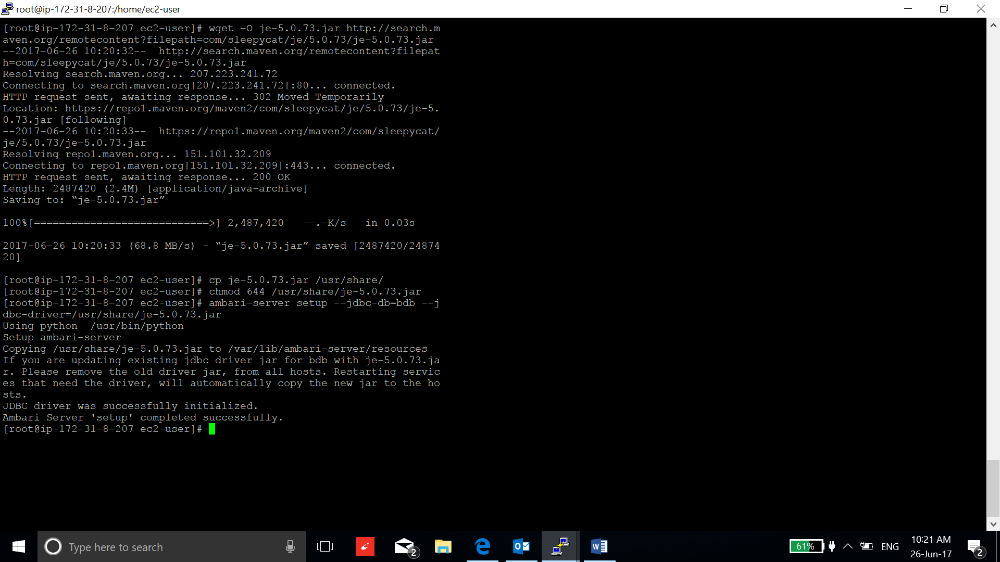 root@ip-172-31-8-207:/home/ec2-user
[root@ip-172-31-8-207 ec2-user]# wget -O je-5.0.73.jar http://search.m
aven.org/remotecontent?filepath=com/sleepycat/je/5.0.73/je-5.0.73.jar
--2017-06-26 10:20:32--  http://search.maven.org/remotecontent?filepat
h=com/sleepycat/je/5.0.73/je-5.0.73.jar
Resolving search.maven.org... 207.223.241.72
Connecting to search.maven.org|207.223.241.72|:80... connected.
HTTP request sent, awaiting response... 302 Moved Temporarily
Location: https://repo1.maven.org/maven2/com/sleepycat/je/5.0.73/je-5.
0.73.jar [following]
--2017-06-26 10:20:33--  https://repo1.maven.org/maven2/com/sleepycat/
je/5.0.73/je-5.0.73.jar
Resolving repo1.maven.org... 151.101.32.209
Connecting to repo1.maven.org|151.101.32.209|:443... connected.
HTTP request sent, awaiting response... 200 OK
Length: 2487420 (2.4M) [application/java-archive]
Saving to: “je-5.0.73.jar”
100%[============================>] 2,487,420   --.-K/s   in 0.03s
2017-06-26 10:20:33 (68.8 MB/s) - “je-5.0.73.jar” saved [2487420/24874
20]
[root@ip-172-31-8-207 ec2-user]# cp je-5.0.73.jar /usr/share/
[root@ip-172-31-8-207 ec2-user]# chmod 644 /usr/share/je-5.0.73.jar
[root@ip-172-31-8-207 ec2-user]# ambari-server setup --jdbc-db=bdb --j
dbc-driver=/usr/share/je-5.0.73.jar
Using python  /usr/bin/python
Setup ambari-server
Copying /usr/share/je-5.0.73.jar to /var/lib/ambari-server/resources
If you are updating existing jdbc driver jar for bdb with je-5.0.73.ja
r. Please remove the old driver jar, from all hosts. Restarting servic
es that need the driver, will automatically copy the new jar to the ho
sts.
JDBC driver was successfully initialized.
Ambari Server 'setup' completed successfully.
[root@ip-172-31-8-207 ec2-user]#
Type here to search
2
61%
ENG
10:21 AM
26-Jun-17
2